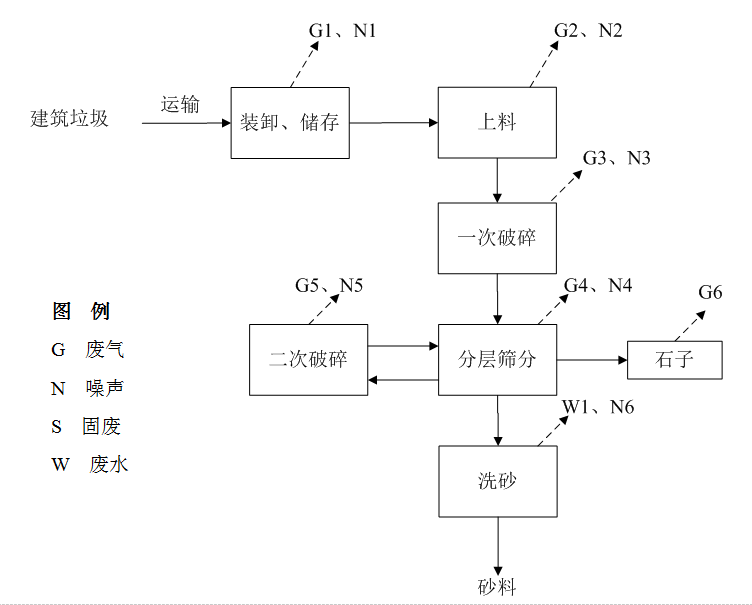 G1、N1
G2、N2
建筑垃圾
运输
装卸、储存
上料
G3、N3
一次破碎
G5、N5
G4、N4
G6
二次破碎
分层筛分
石子
W1、N6
洗砂
砂料
图 例
G 废气
N 噪声
S 固废
W 废水